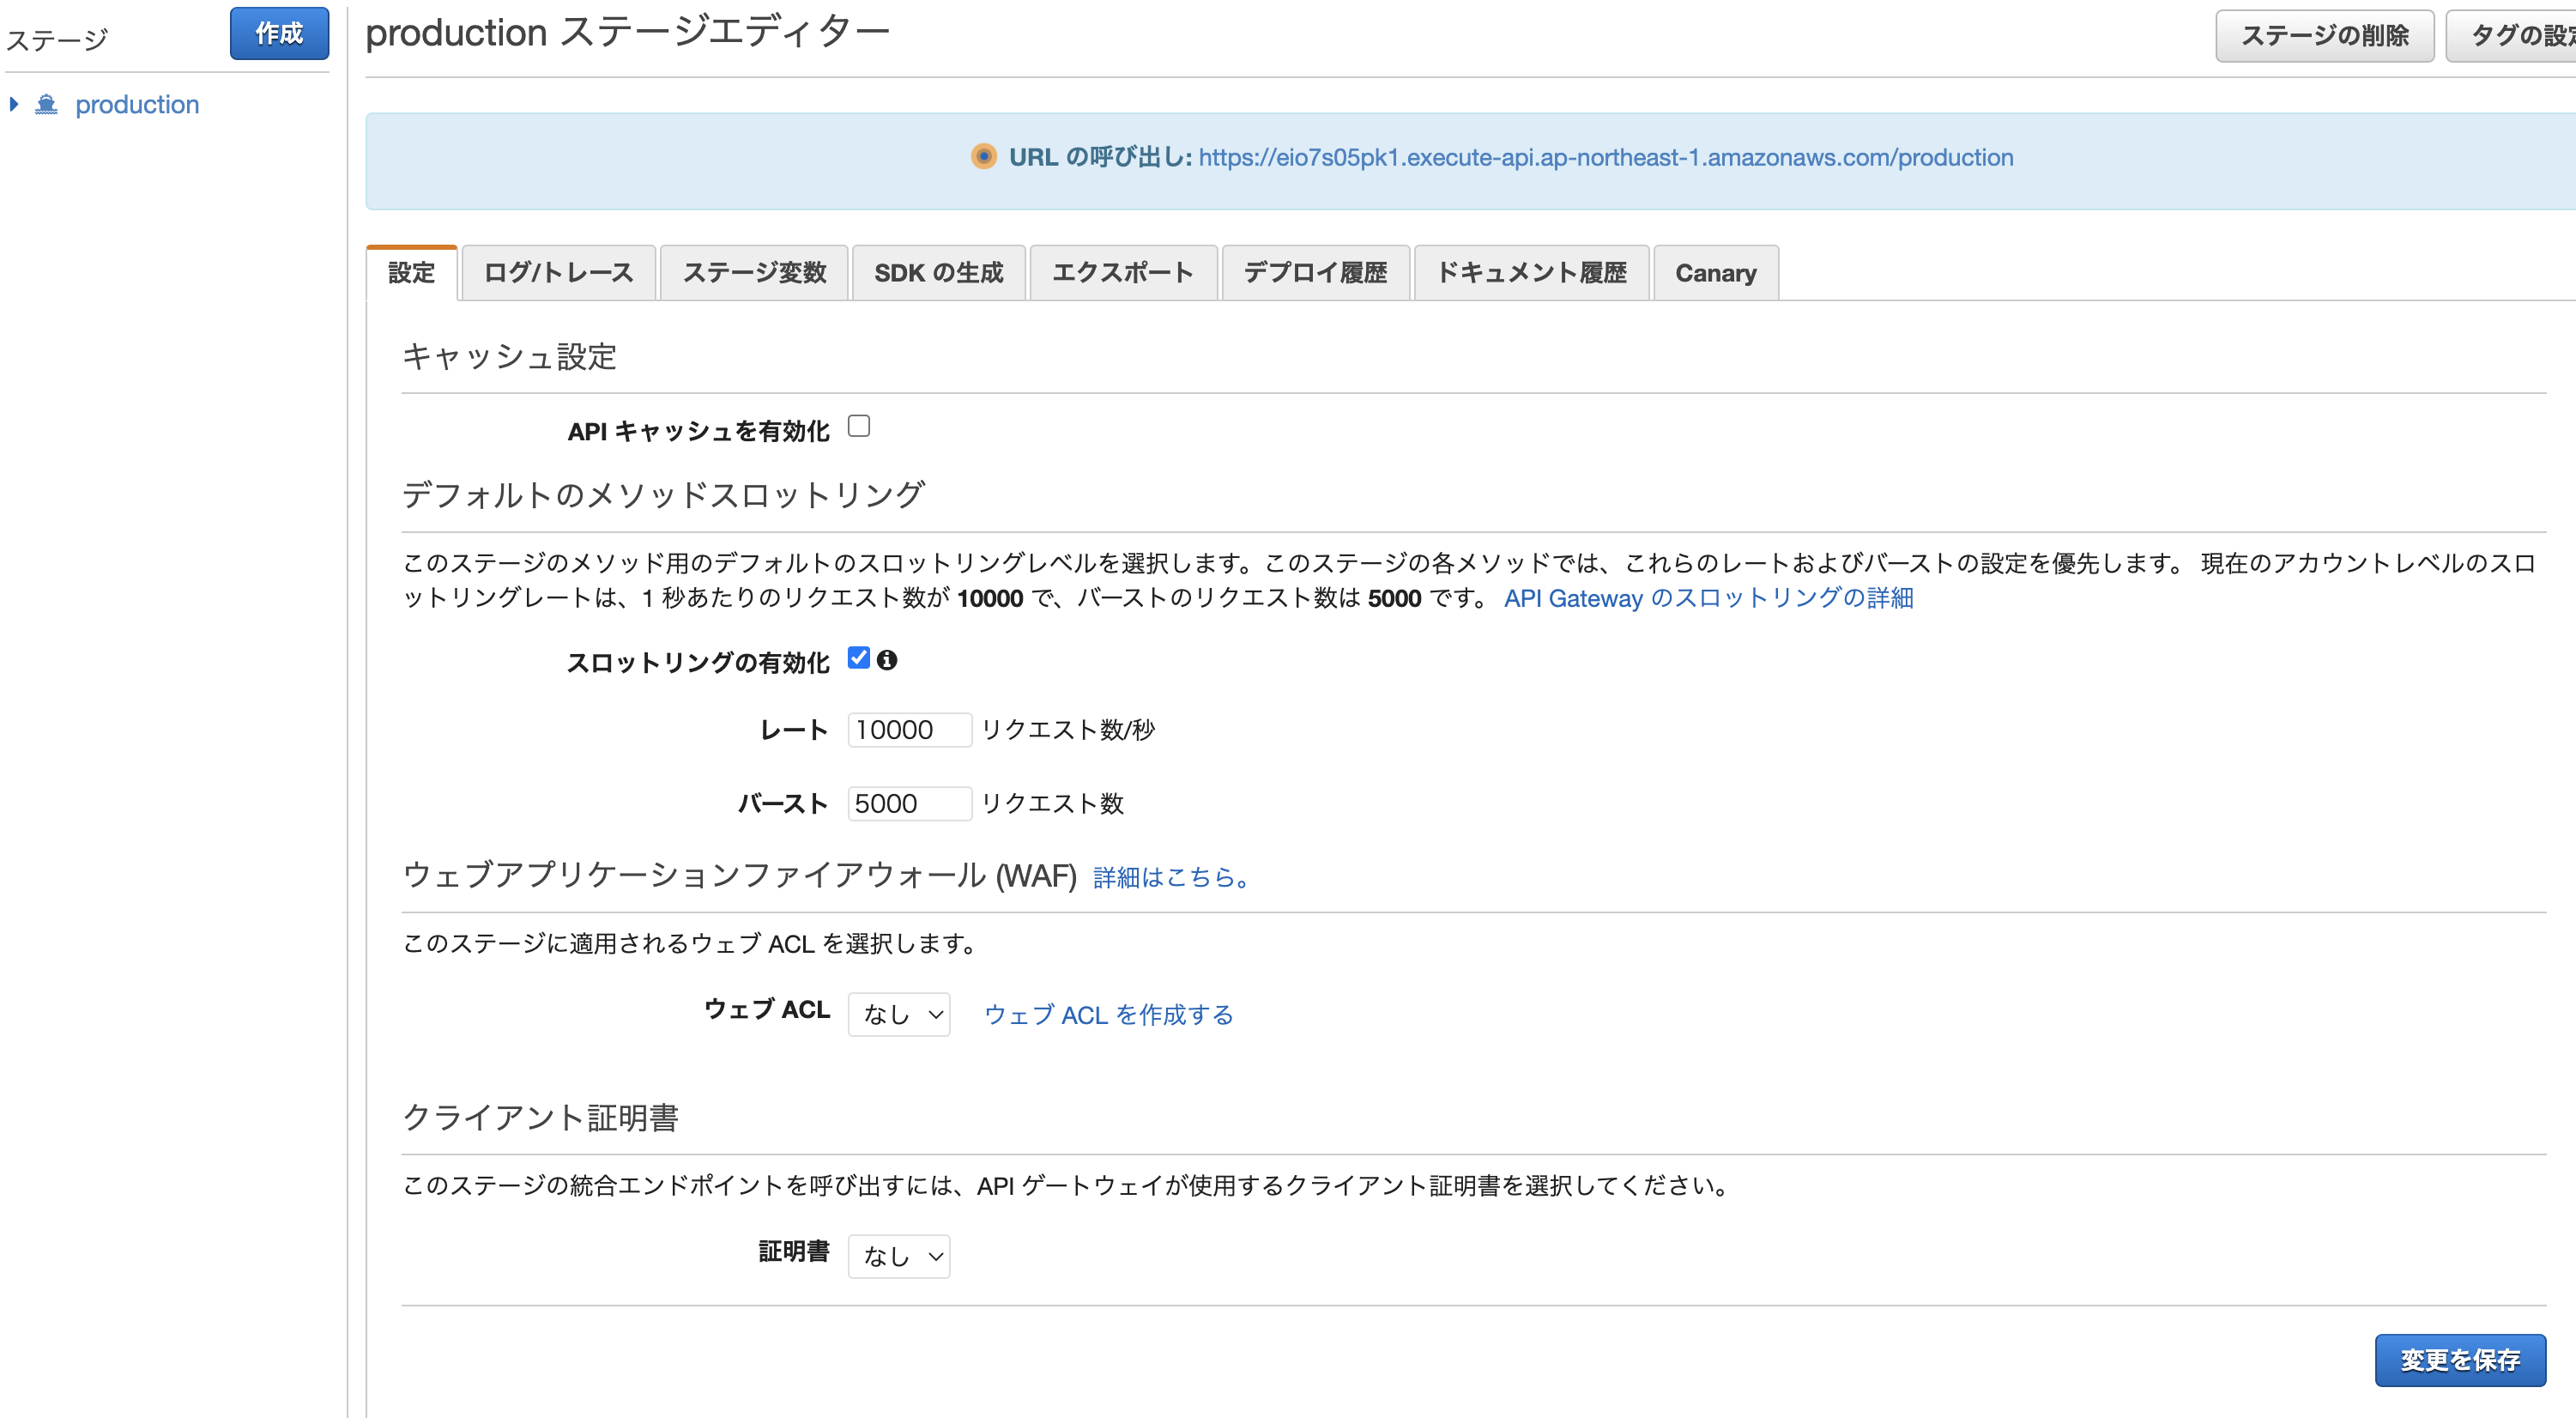 ステージ
作成
production ステージエディター
ステージの削除
タグの設定
production
URL の呼び出し: https://eio7s05pk1.execute-api.ap-northeast-1.amazonaws.com/production
設定
ログ/トレース
ステージ変数
SDK の生成
エクスポート
デプロイ履歴
ドキュメント履歴
Canary
キャッシュ設定
API キャッシュを有効化
デフォルトのメソッドスロットリング
このステージのメソッド用のデフォルトのスロットリングレベルを選択します。このステージの各メソッドでは、これらのレートおよびバーストの設定を優先します。 現在のアカウントレベルのスロ
ットリングレートは、1 秒あたりのリクエスト数が 10000 で、バーストのリクエスト数は 5000 です。 API Gateway のスロットリングの詳細
スロットリングの有効化
レート 10000 リクエスト数/秒
バースト 5000 リクエスト数
ウェブアプリケーションファイアウォール (WAF) 詳細はこちら。
このステージに適用されるウェブ ACL を選択します。
ウェブ ACL なし ウェブ ACL を作成する
クライアント証明書
このステージの統合エンドポイントを呼び出すには、API ゲートウェイが使用するクライアント証明書を選択してください。
証明書 なし
変更を保存